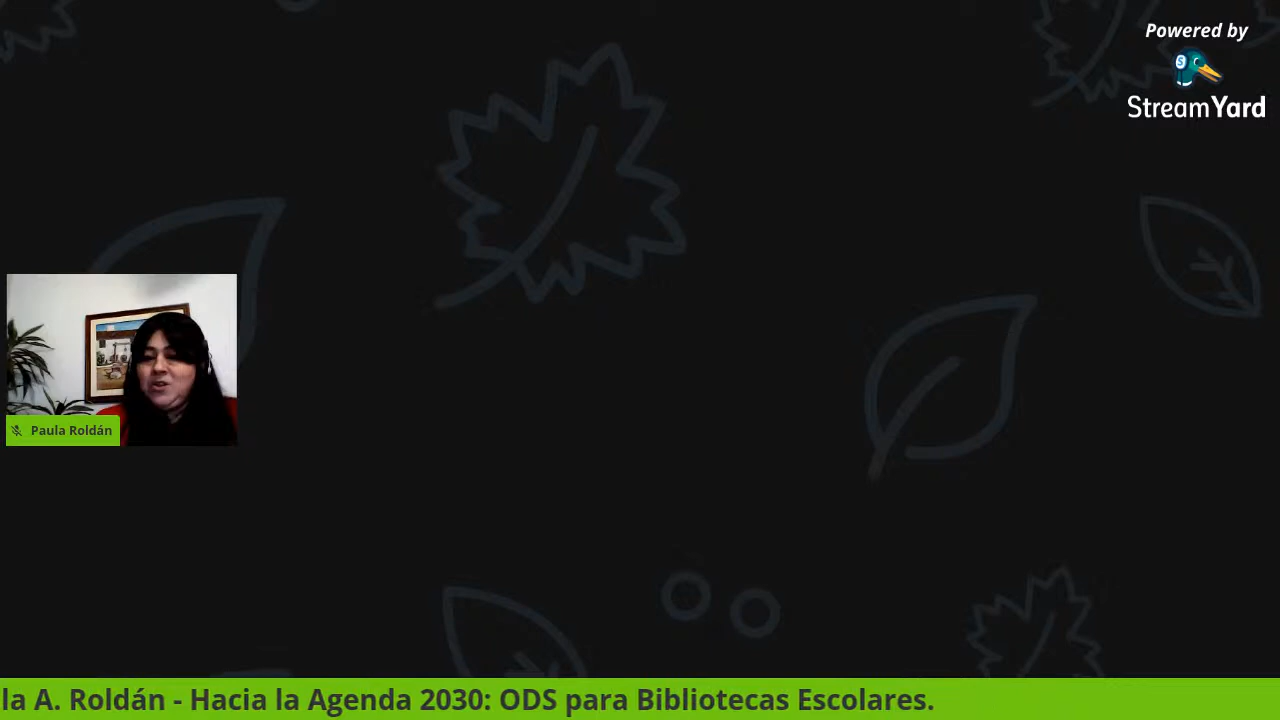 Powered by
StreamYard
Paula Roldán
la A. Roldán - Hacia la Agenda 2030: ODS para Bibliotecas Escolares.